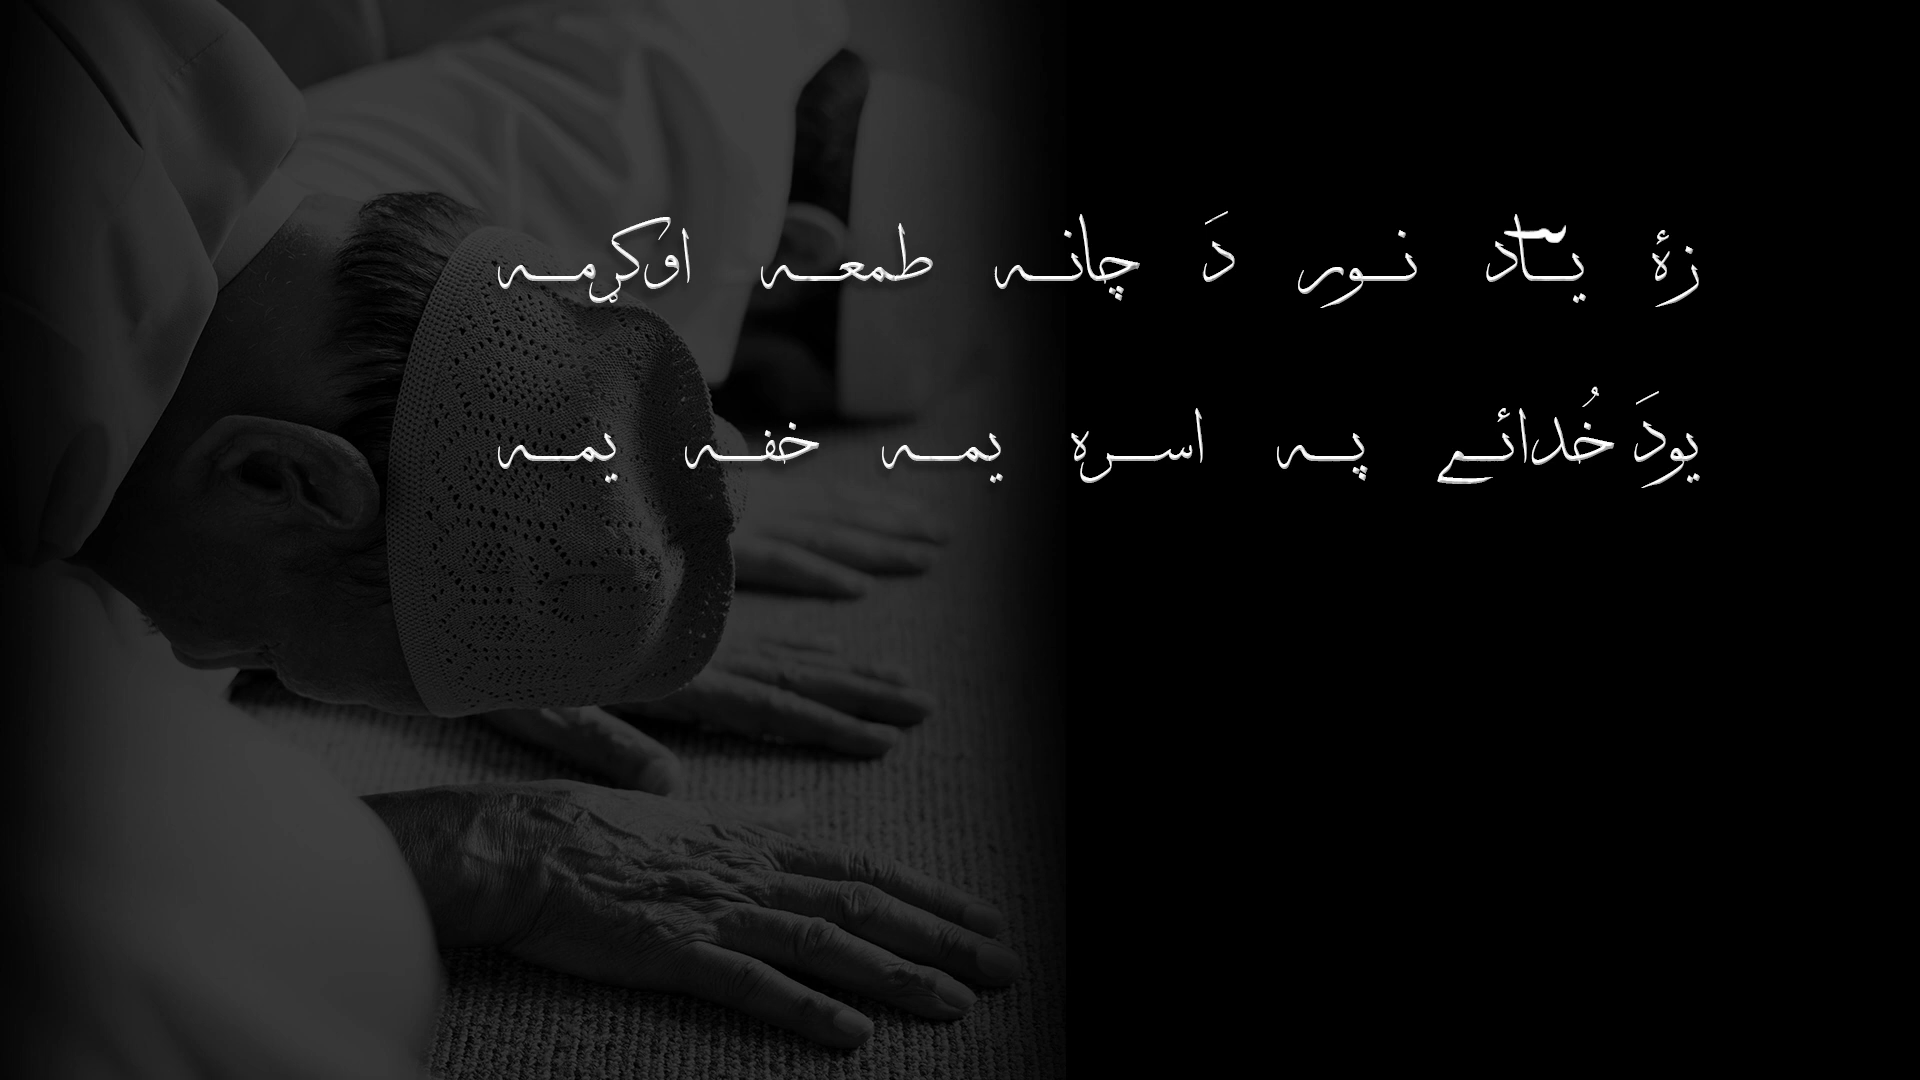 زۀ یاد نور دَ چانه طمعه اوکړمه
یودَ خُدائے په اسره یمه خفه یمه